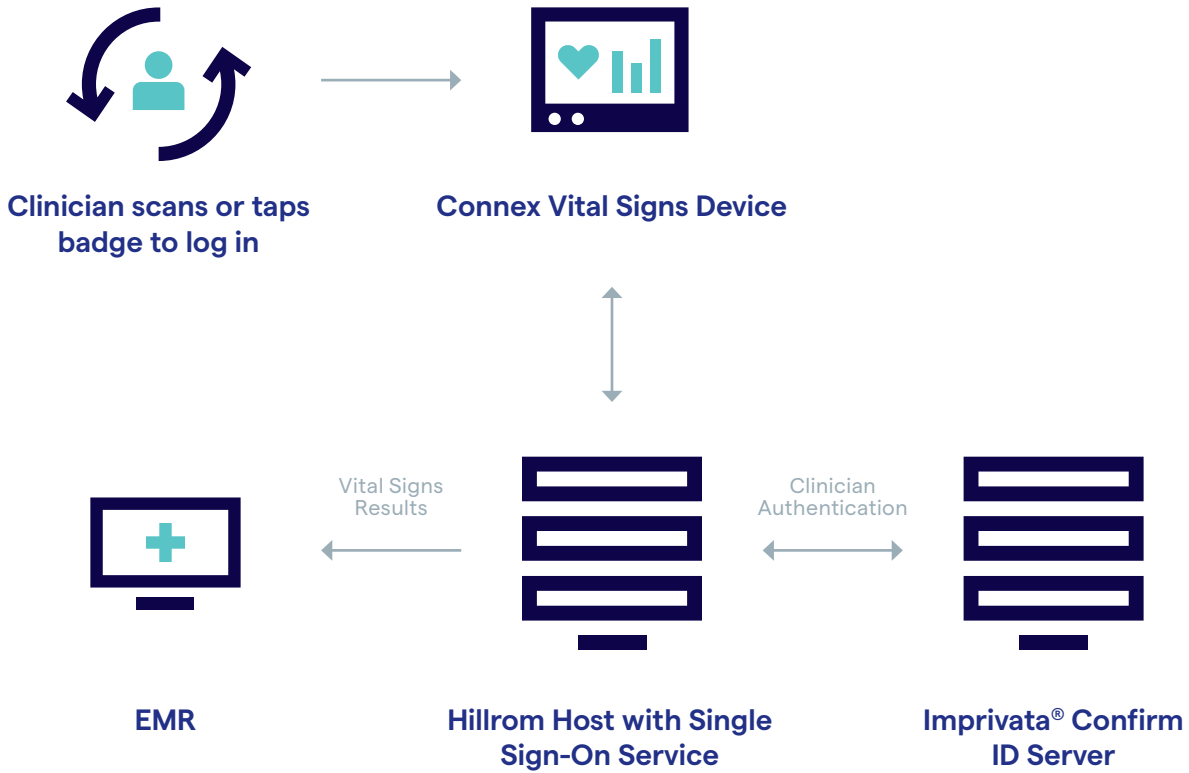 Clinician scans or taps
badge to log in
Connex Vital Signs Device
Vital Signs
Results
Clinician
Authentication
EMR
Hillrom Host with Single
Sign-On Service
Imprivata® Confirm
ID Server